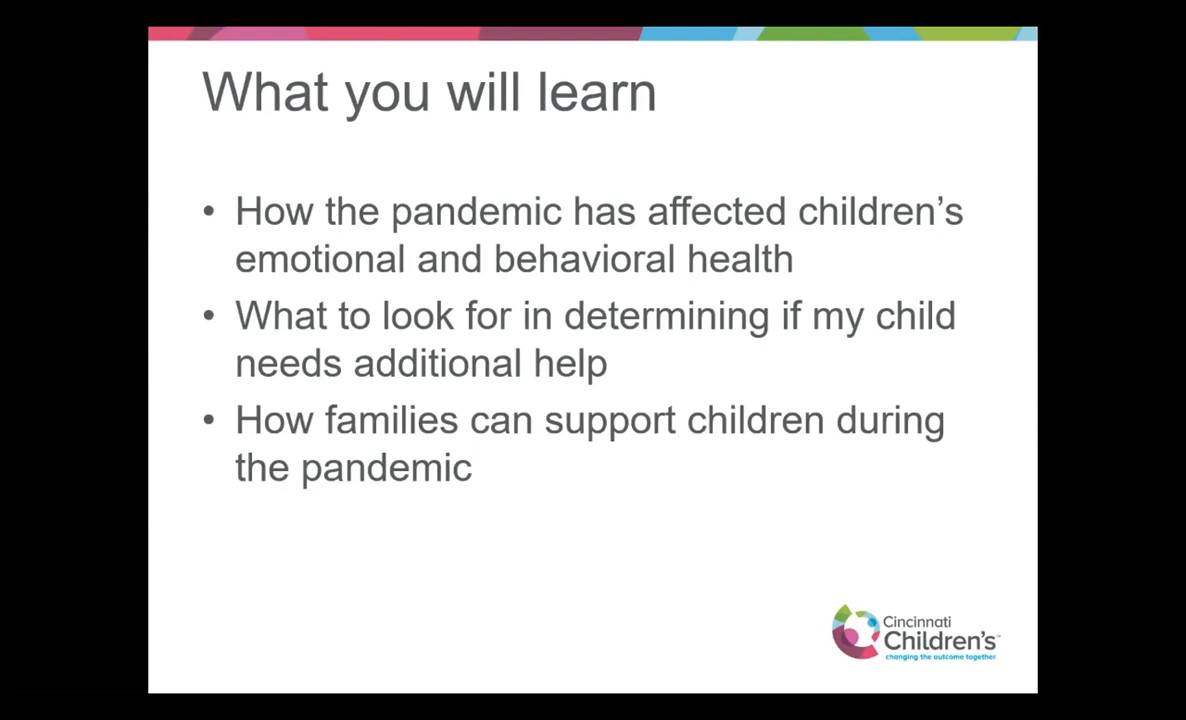 What you will learn
• How the pandemic has affected children’s
emotional and behavioral health
• What to look for in determining if my child
needs additional help
• How families can support children during
the pandemic
Cincinnati
Children’s™
changing the outcome together